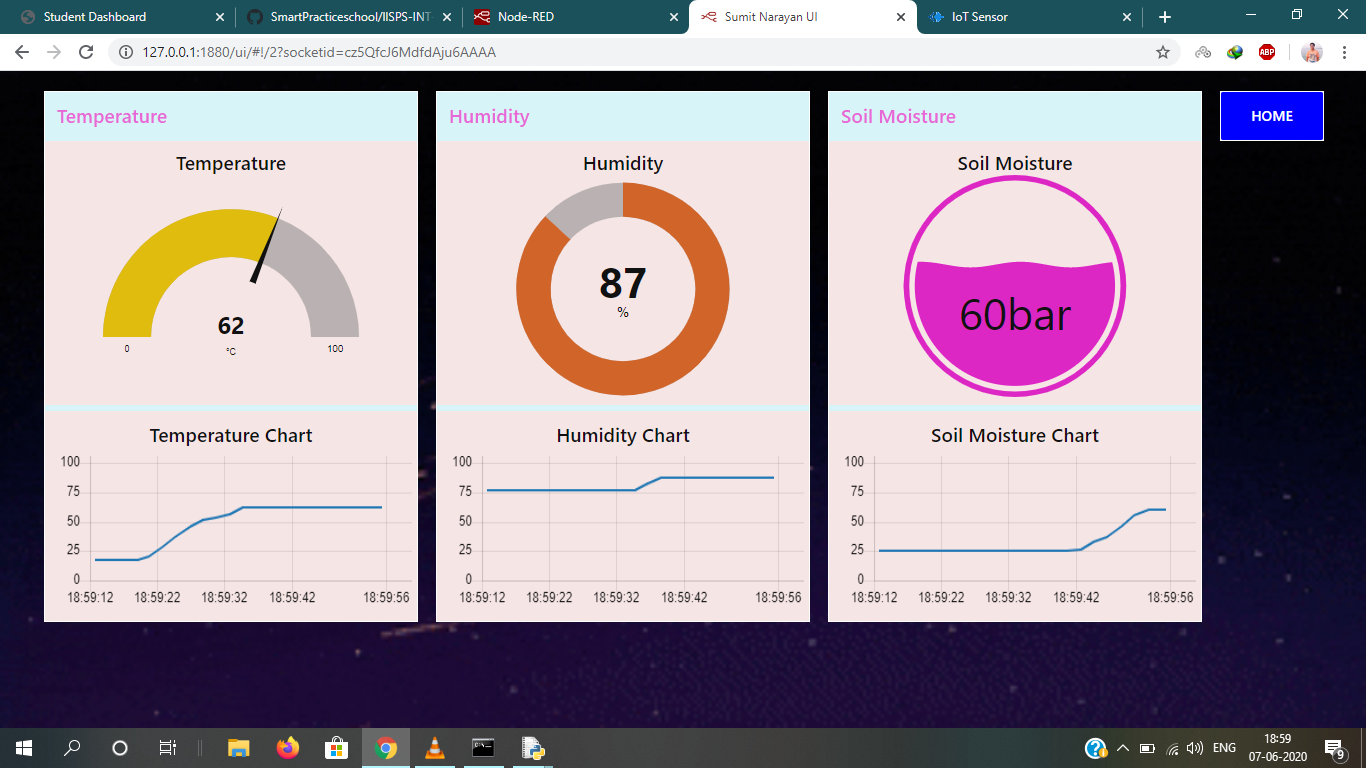 Student Dashboard
SmartPracticeschool/IISPS-INT
Node-RED
Sumit Narayan UI
IoT Sensor
127.0.0.1:1880/ui/#!/2?socketid=cz5QfcJ6MdfdAju6AAAA
ABP
Temperature
Temperature
62
°C
0
100
Temperature Chart
100
75
50
25
0
18:59:12 18:59:22 18:59:32 18:59:42 18:59:56
Humidity
Humidity
87
%
Humidity Chart
100
75
50
25
0
18:59:12 18:59:22 18:59:32 18:59:42 18:59:56
Soil Moisture
Soil Moisture
60bar
Soil Moisture Chart
100
75
50
25
0
18:59:12 18:59:22 18:59:32 18:59:42 18:59:56
HOME
ENG
18:59
07-06-2020
9